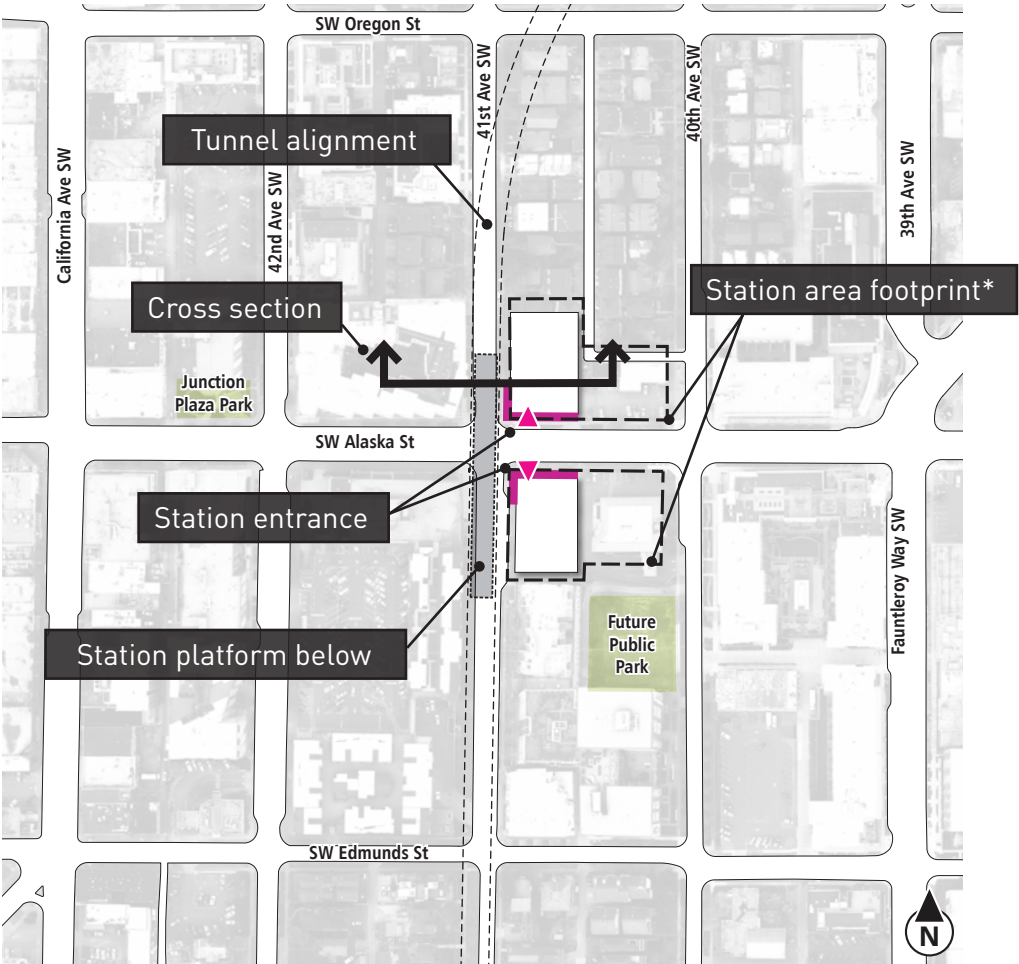 SW Oregon St
41st Ave SW
40th Ave SW
Tunnel alignment
California Ave SW
42nd Ave SW
39th Ave SW
Station area footprint*
Cross section
Junction
Plaza Park
SW Alaska St
Station entrance
Fauntleroy Way SW
Future
Public
Park
Station platform below
SW Edmunds St
N